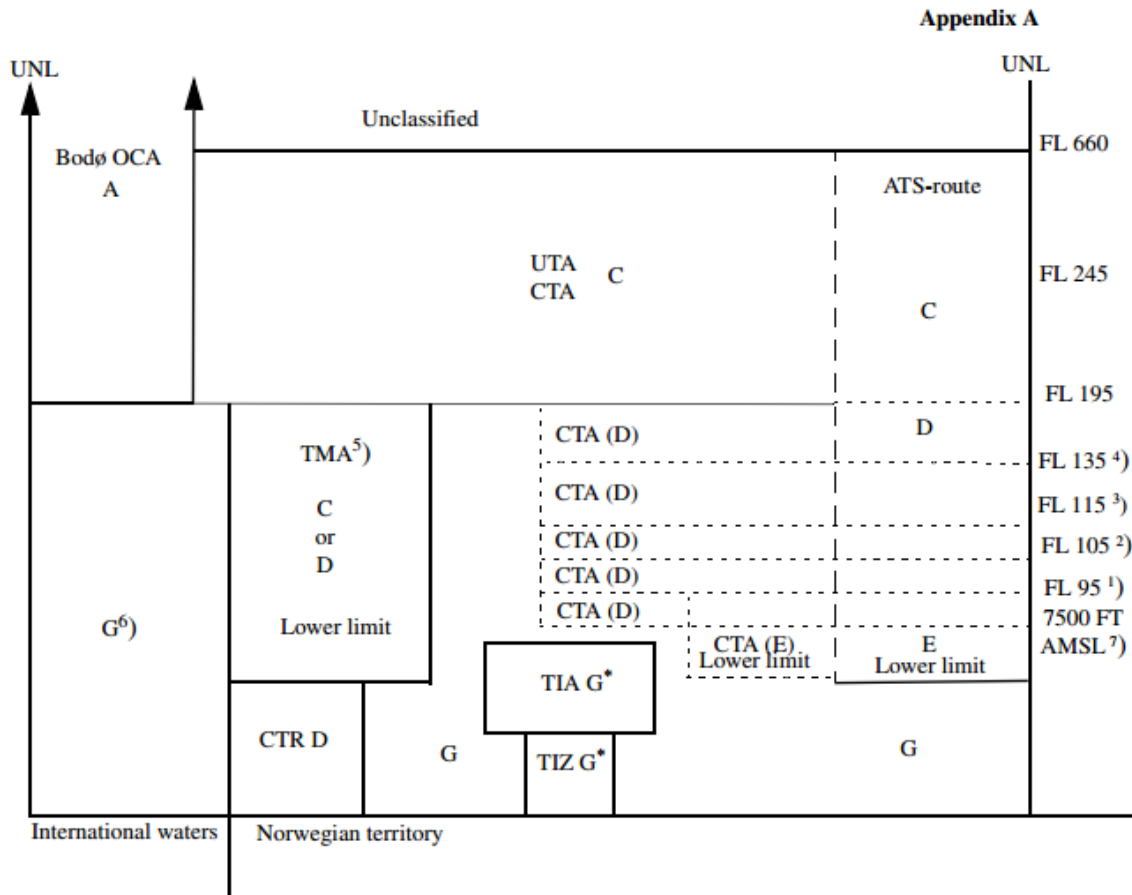 Appendix A
UNL
UNL
Unclassified
FL 660
Bodø OCA
A
ATS-route
UTA
CTA
C
FL 245
C
FL 195
D
CTA (D)
TMA⁵)
FL 135 ⁴)
CTA (D)
FL 115 ³)
C
or
D
CTA (D)
FL 105 ²)
CTA (D)
FL 95 ¹)
CTA (D)
7500 FT
AMSL ⁷)
G⁶)
Lower limit
CTA (E)
Lower limit
E
Lower limit
TIA G*
CTR D
G
TIZ G*
G
International waters
Norwegian territory